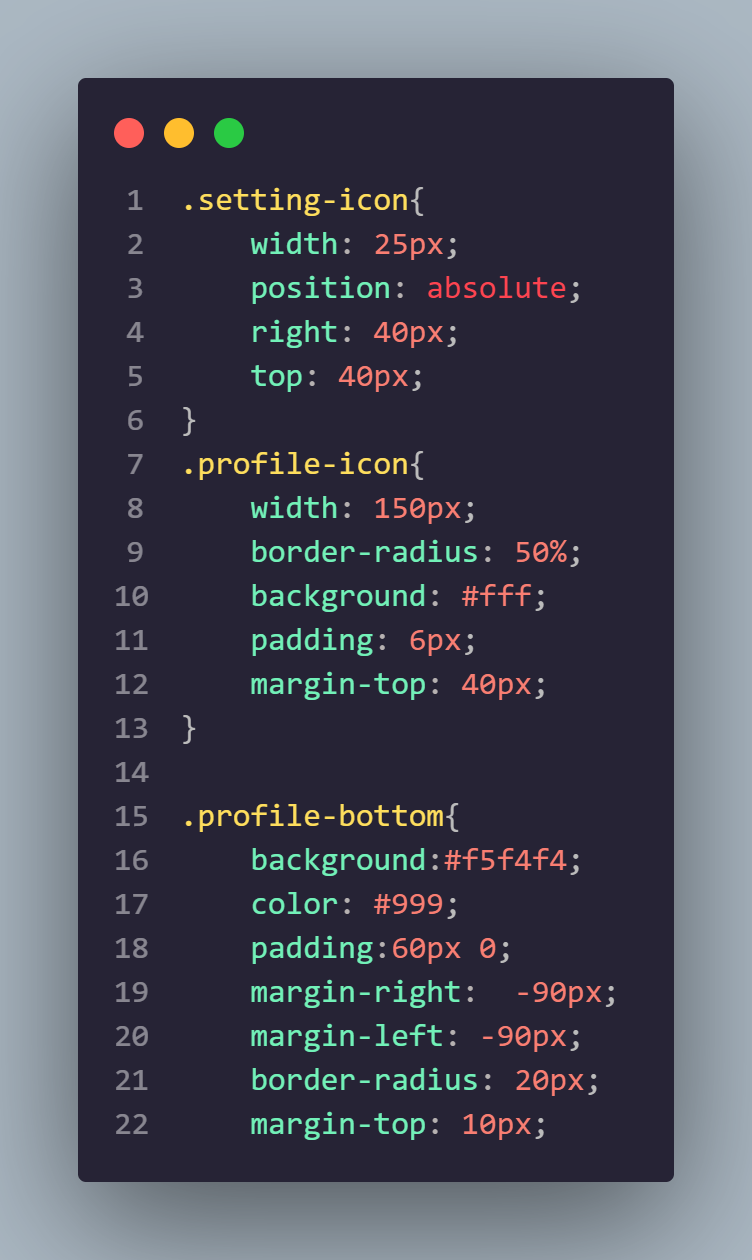 1 .setting-icon{
2     width: 25px;
3     position: absolute;
4     right: 40px;
5     top: 40px;
6 }
7 .profile-icon{
8     width: 150px;
9     border-radius: 50%;
10     background: #fff;
11     padding: 6px;
12     margin-top: 40px;
13 }
14
15 .profile-bottom{
16     background:#f5f4f4;
17     color: #999;
18     padding:60px 0;
19     margin-right:  -90px;
20     margin-left: -90px;
21     border-radius: 20px;
22     margin-top: 10px;